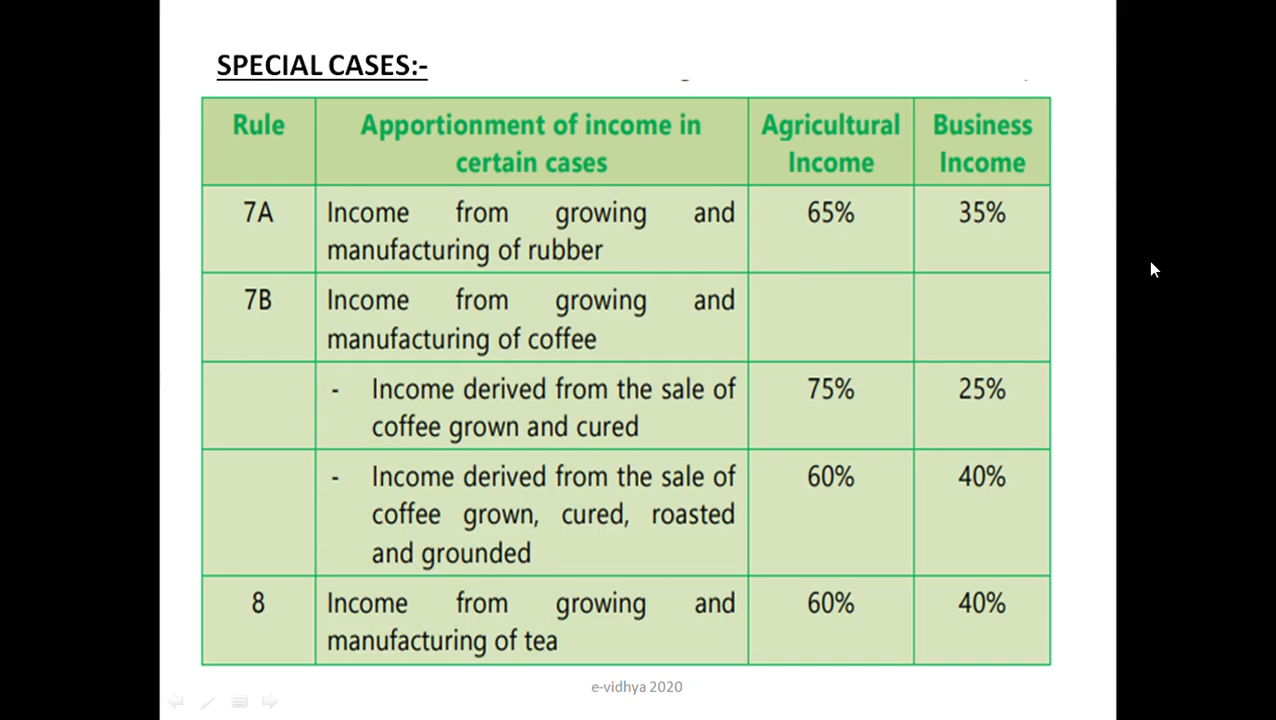 SPECIAL CASES:-
Rule
Apportionment of income in
certain cases
Agricultural
Income
Business
Income
7A
Income from growing and
manufacturing of rubber
65%
35%
7B
Income from growing and
manufacturing of coffee
- Income derived from the sale of
coffee grown and cured
75%
25%
- Income derived from the sale of
coffee grown, cured, roasted
and grounded
60%
40%
8
Income from growing and
manufacturing of tea
60%
40%
e-vidhya 2020